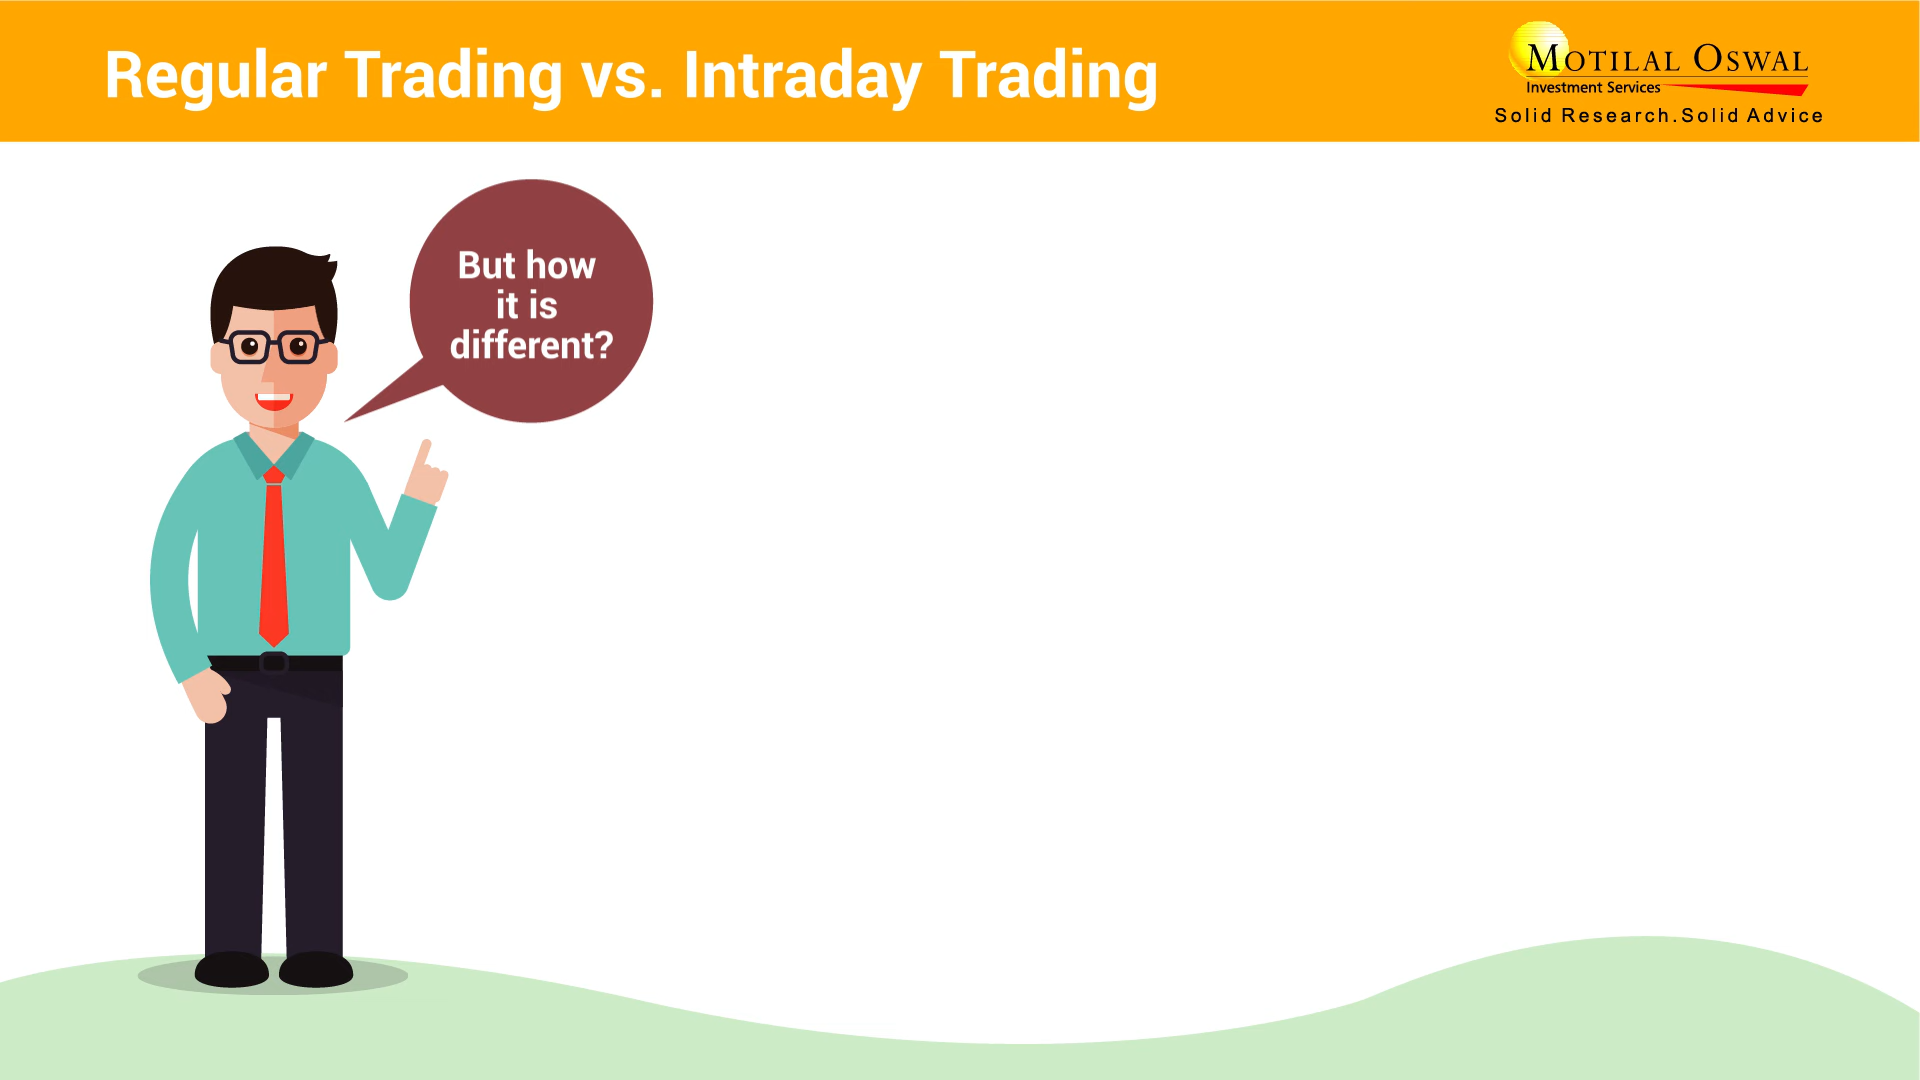 Regular Trading vs. Intraday Trading
MOTILAL OSWAL
Investment Services
Solid Research.Solid Advice
But how
it is
different?